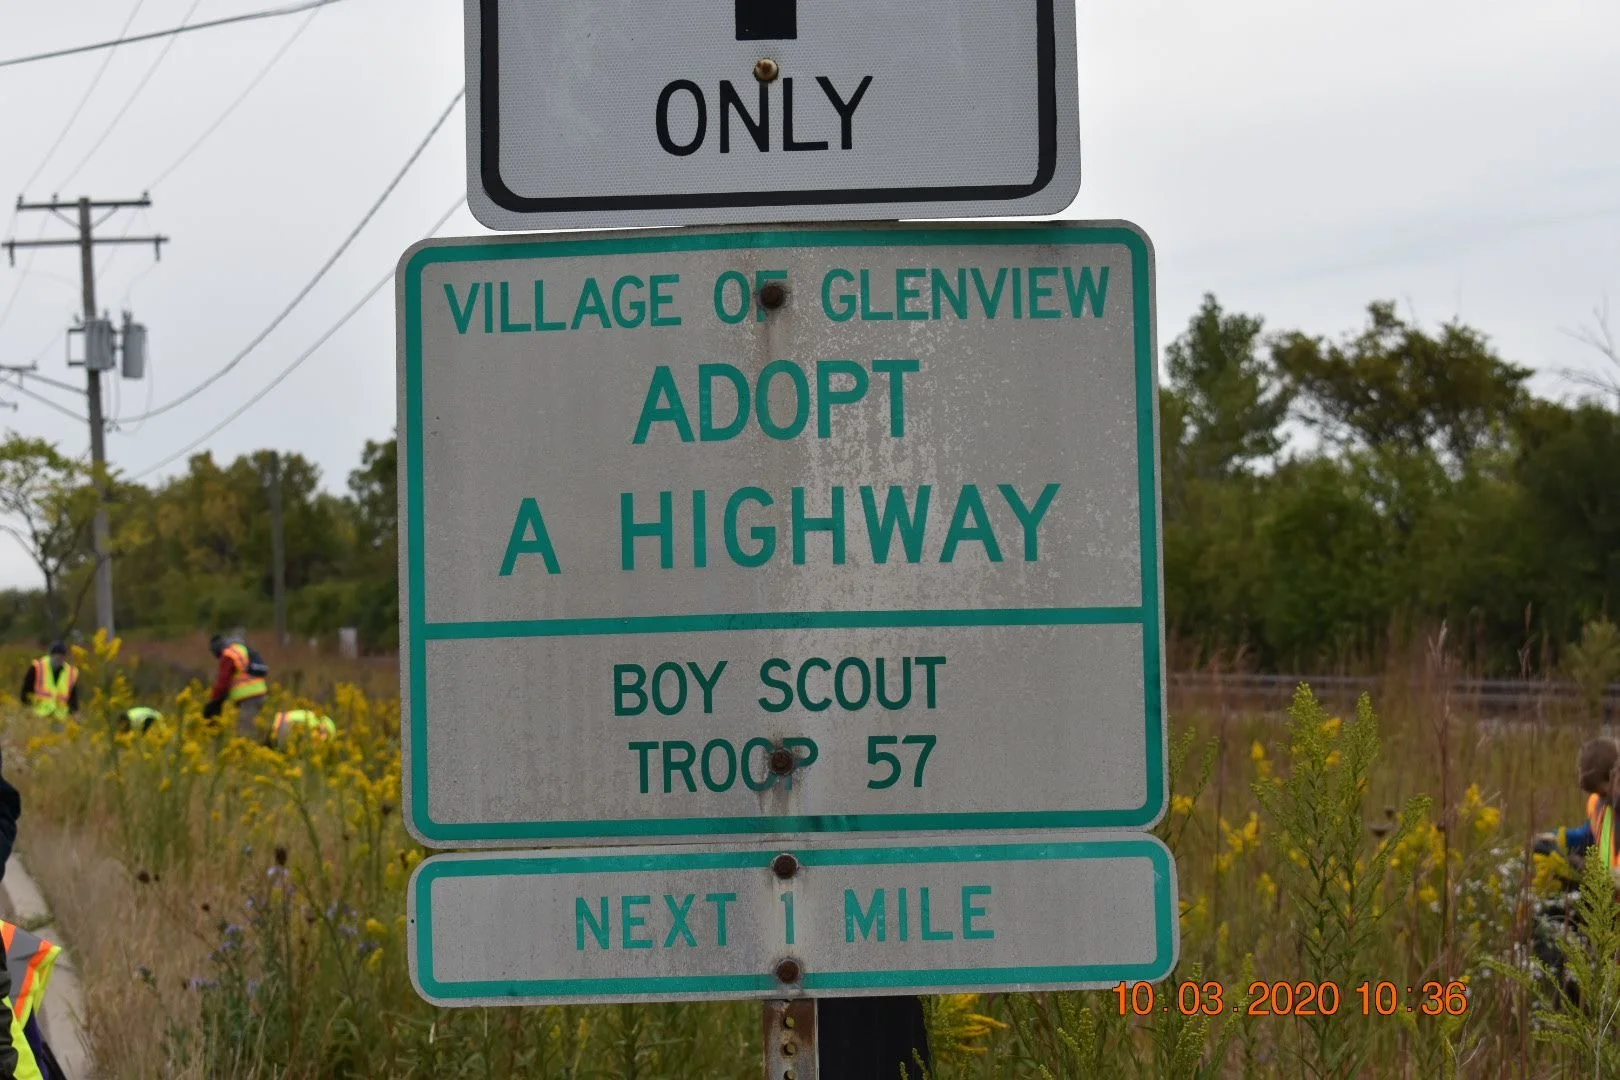 ONLY
VILLAGE OF GLENVIEW
ADOPT
A HIGHWAY
BOY SCOUT
TROOP 57
NEXT 1 MILE
10.03.2020 10:36